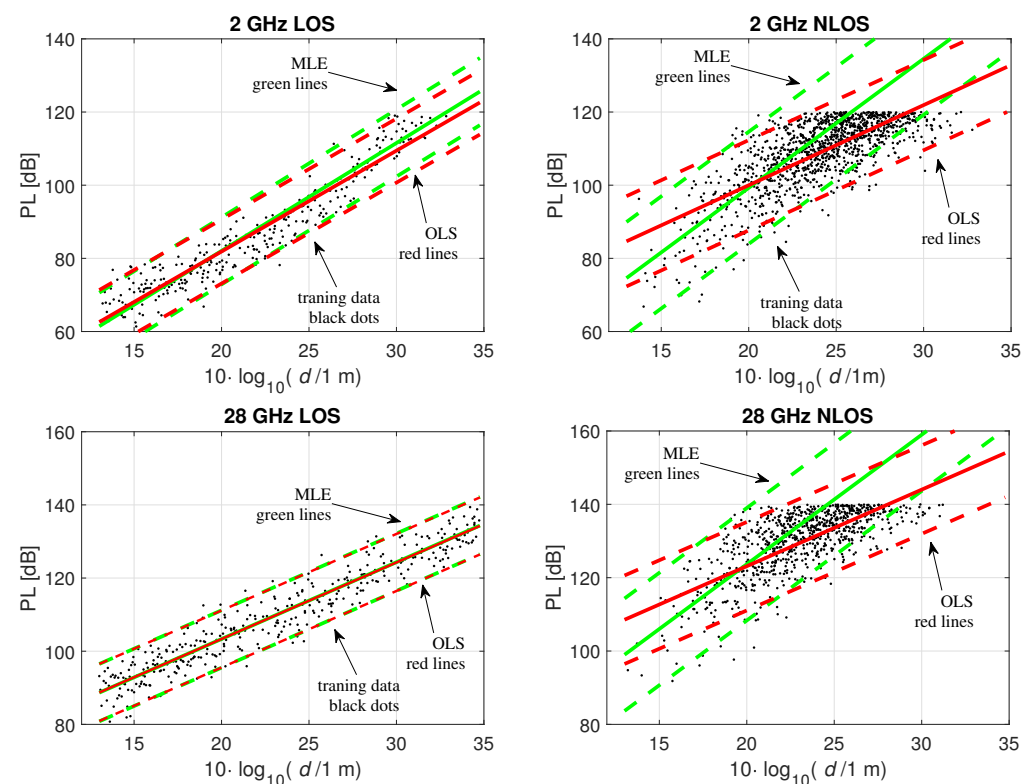 2 GHz LOS
140
120
100
80
60
PL [dB]
MLE
green lines
OLS
red lines
traning data
black dots
15 20 25 30 35
10· log10( d /1 m)
2 GHz NLOS
140
120
100
80
60
PL [dB]
MLE
green lines
OLS
red lines
traning data
black dots
15 20 25 30 35
10· log10( d /1m)
28 GHz LOS
160
140
120
100
80
PL [dB]
MLE
green lines
OLS
red lines
traning data
black dots
15 20 25 30 35
10· log10( d /1 m)
28 GHz NLOS
160
140
120
100
80
PL [dB]
MLE
green lines
OLS
red lines
traning data
black dots
15 20 25 30 35
10· log10( d /1 m)